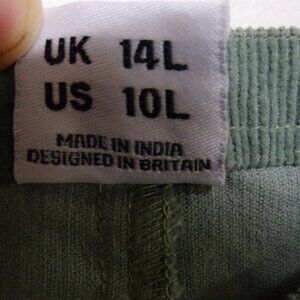 UK 14L
US 10L
MADE IN INDIA
DESIGNED IN BRITAIN